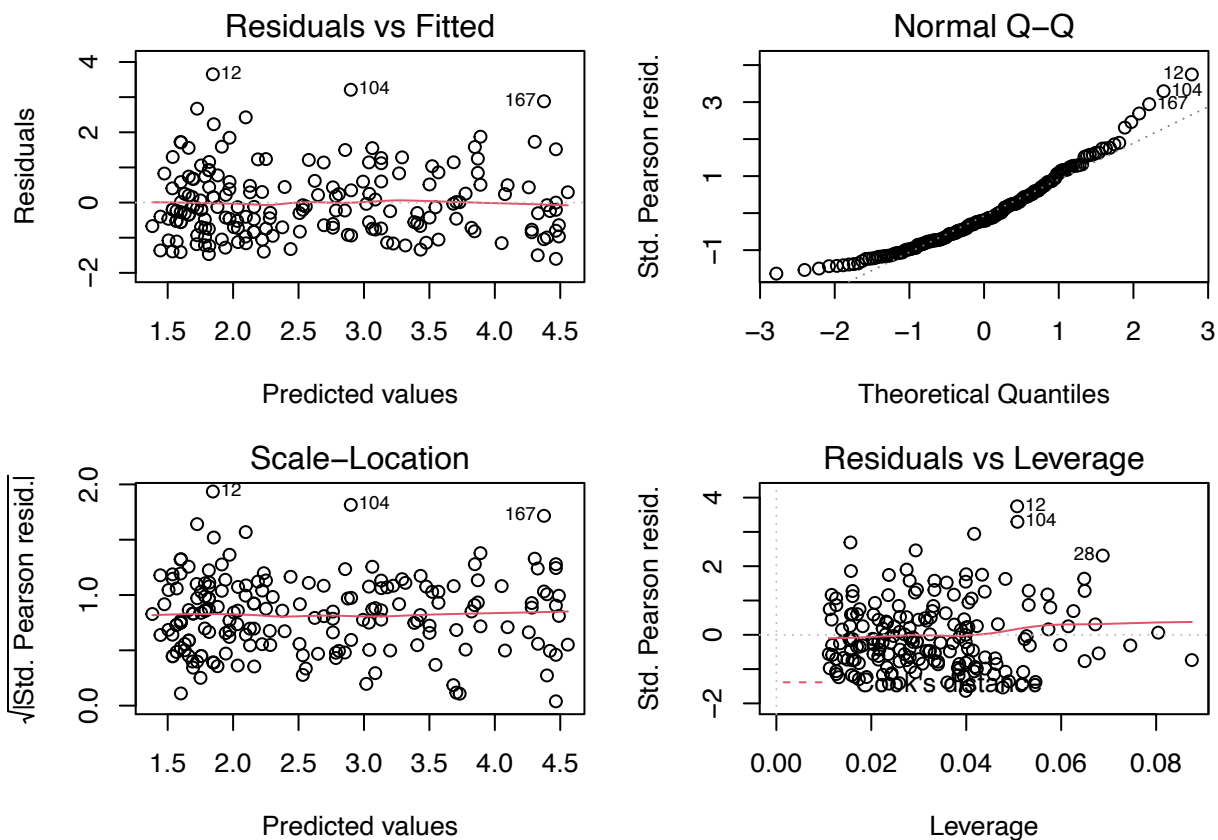 Residuals vs Fitted
Residuals
−2 0 2 4
12
104
167
1.5 2.0 2.5 3.0 3.5 4.0 4.5
Predicted values
Normal Q−Q
Std. Pearson resid.
−1 1 3
12
104
167
−3 −2 −1 0 1 2 3
Theoretical Quantiles
Scale−Location
√|Std. Pearson resid.|
0.0 1.0 2.0
12
104
167
1.5 2.0 2.5 3.0 3.5 4.0 4.5
Predicted values
Residuals vs Leverage
Std. Pearson resid.
−2 0 2 4
12
104
28
Cook's distance
0.00 0.02 0.04 0.06 0.08
Leverage